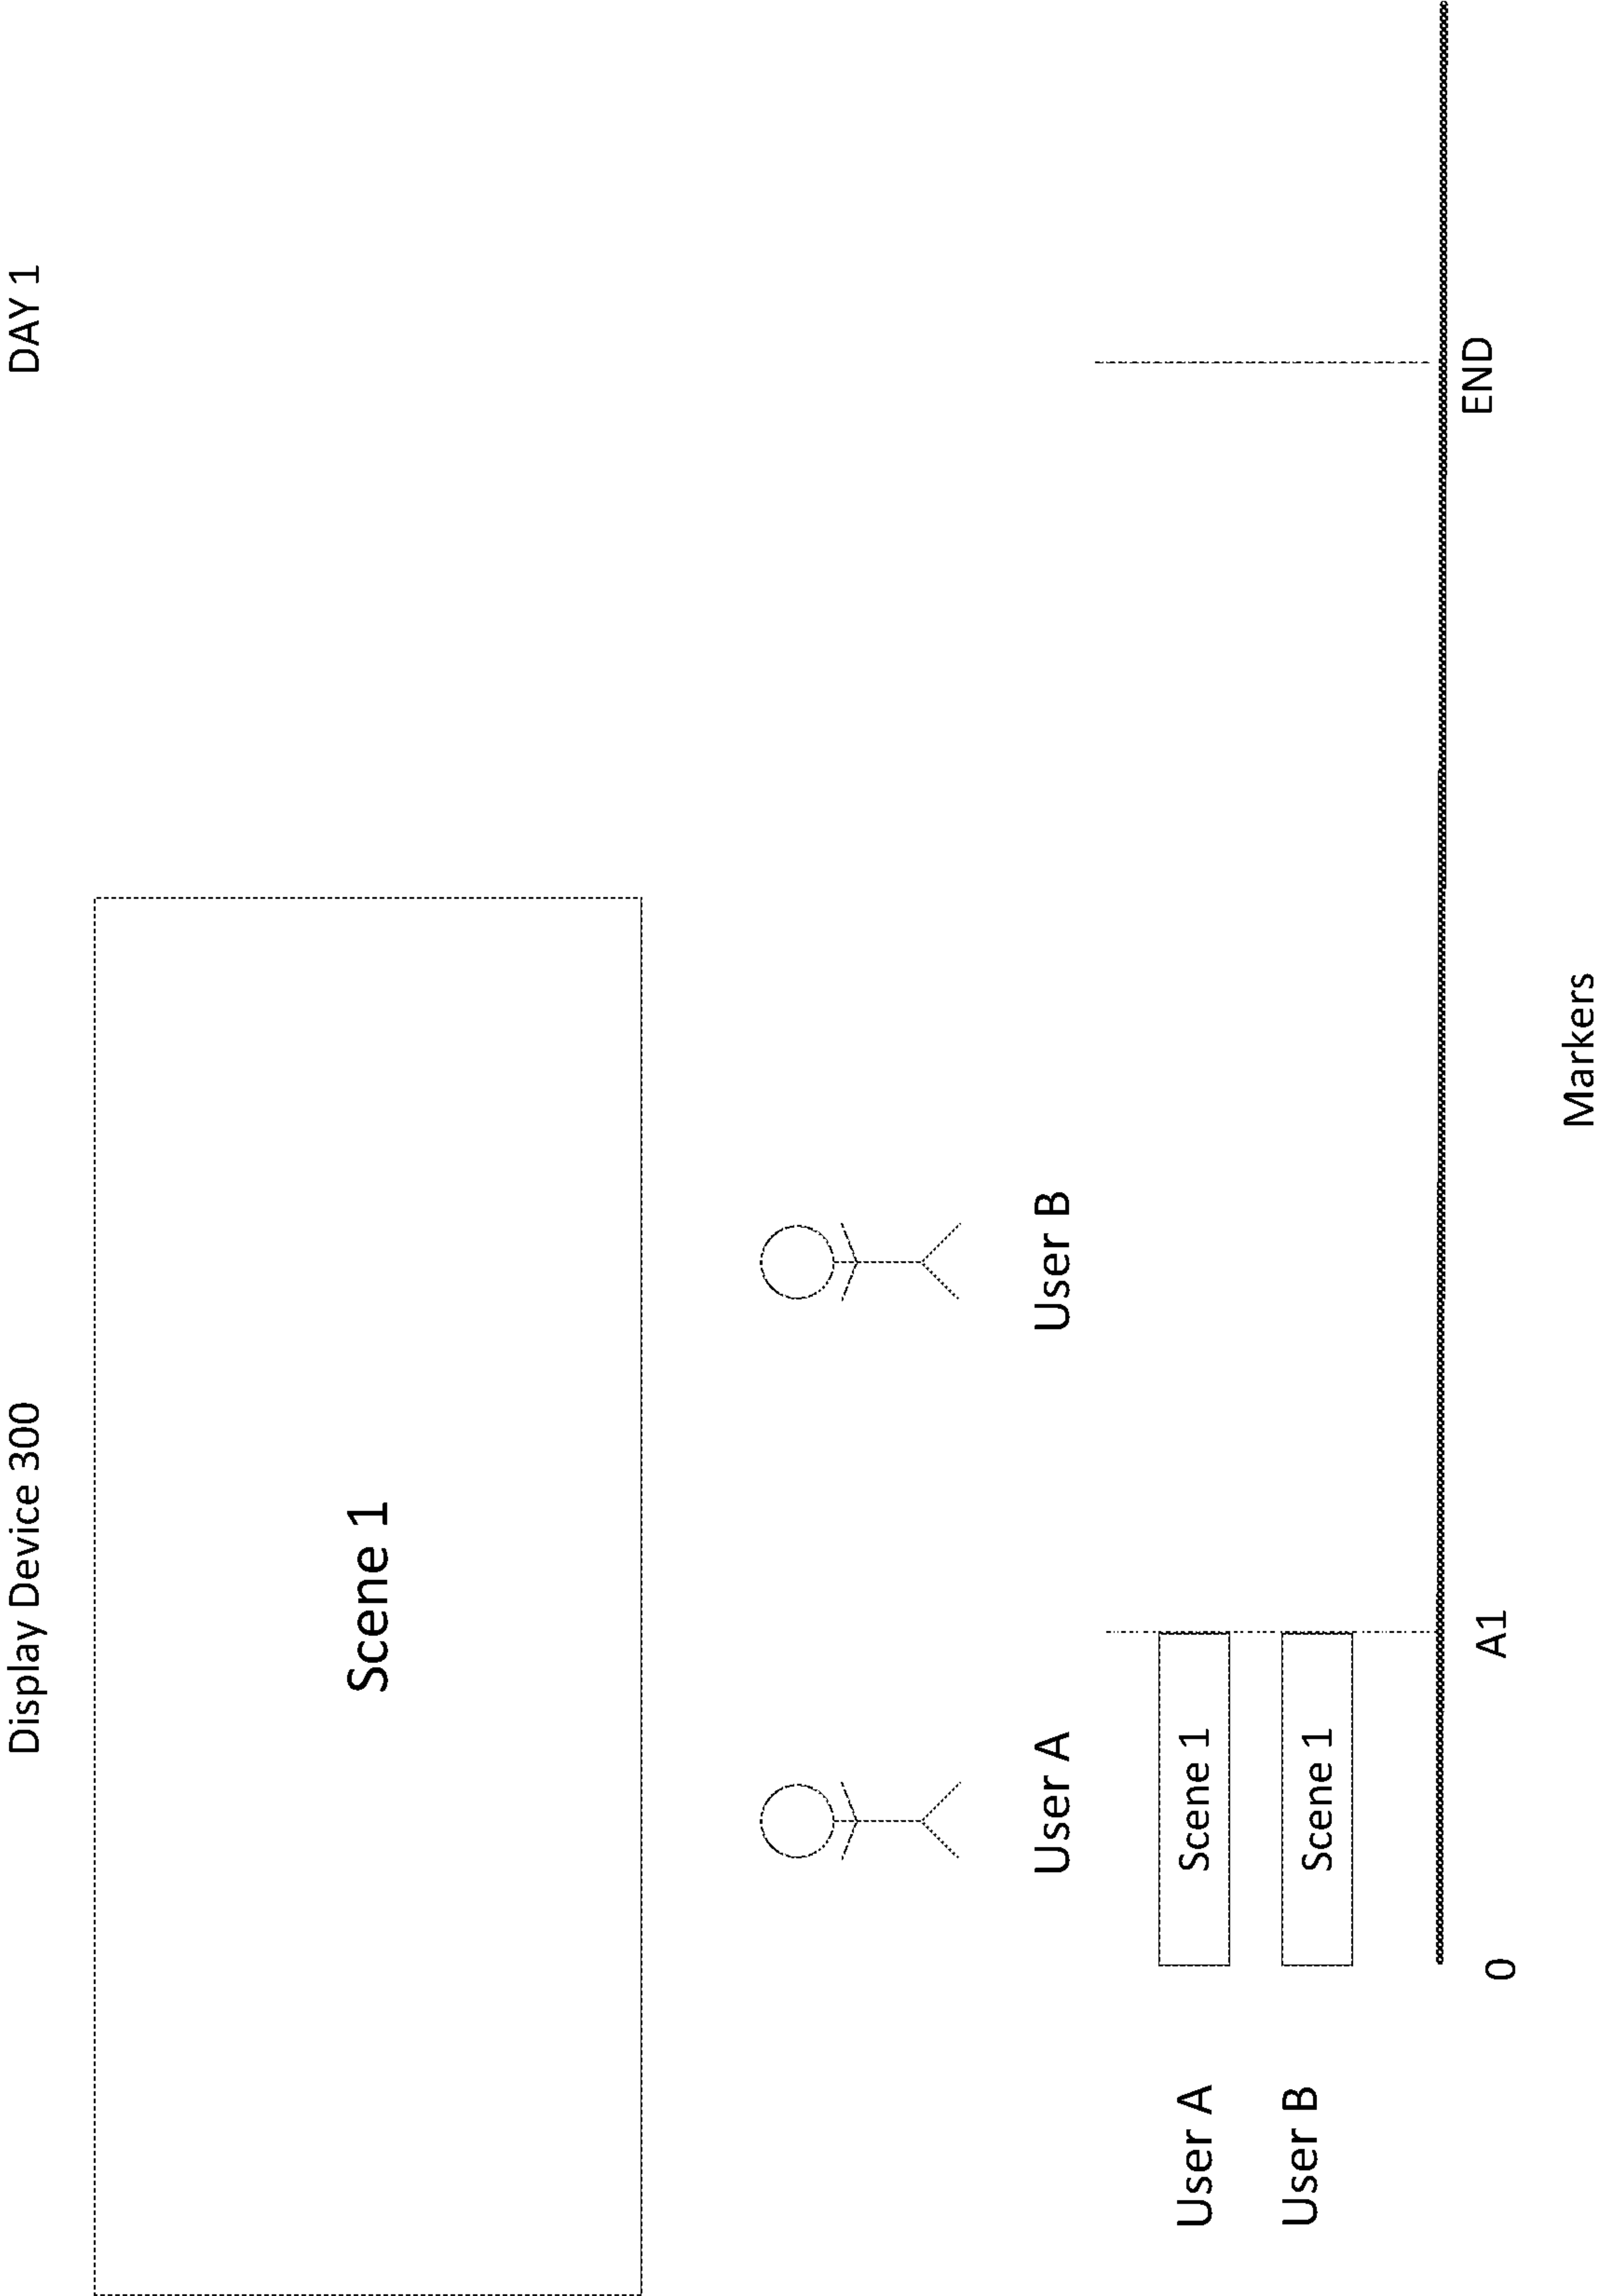 Display Device 300
DAY 1
Scene 1
User A
User B
User A
Scene 1
User B
Scene 1
0
A1
END
Markers